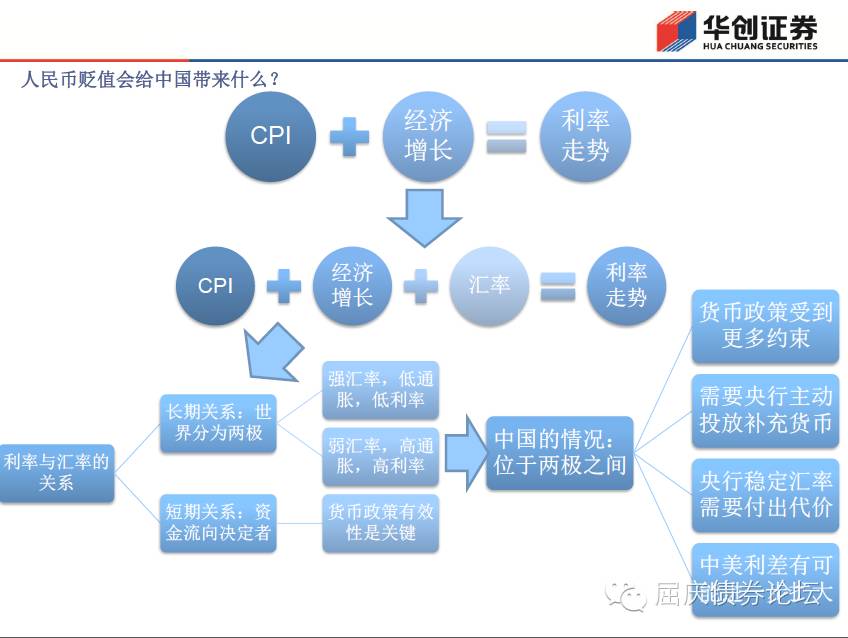 华创证券
HUA CHUANG SECURITIES
人民币贬值会给中国带来什么？
CPI
经济
增长
利率
走势
CPI
经济
增长
汇率
利率
走势
利率与汇率的
关系
长期关系：世
界分为两极
短期关系：资
金流向决定者
强汇率，低通
胀，低利率
弱汇率，高通
胀，高利率
货币政策有效
性是关键
中国的情况：
位于两极之间
货币政策受到
更多约束
需要央行主动
投放补充货币
央行稳定汇率
需要付出代价
中美利差有可
大
屈庆债券论坛